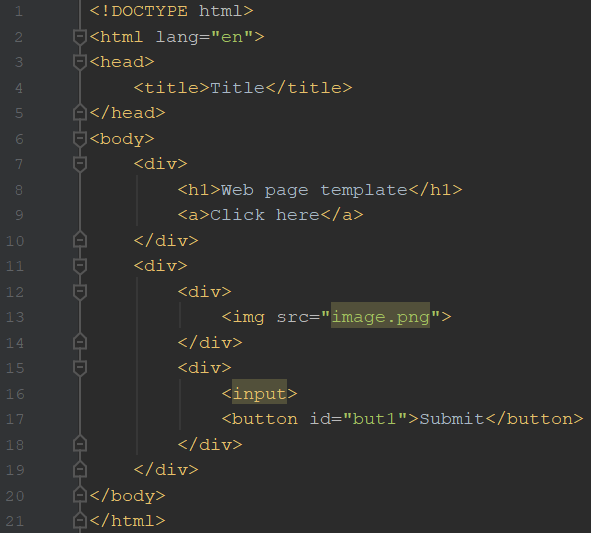 1 <!DOCTYPE html>
2 <html lang="en">
3 <head>
4 <title>Title</title>
5 </head>
6 <body>
7 <div>
8 <h1>Web page template</h1>
9 <a>Click here</a>
10 </div>
11 <div>
12 <div>
13 <img src="image.png">
14 </div>
15 <div>
16 <input>
17 <button id="but1">Submit</button>
18 </div>
19 </div>
20 </body>
21 </html>